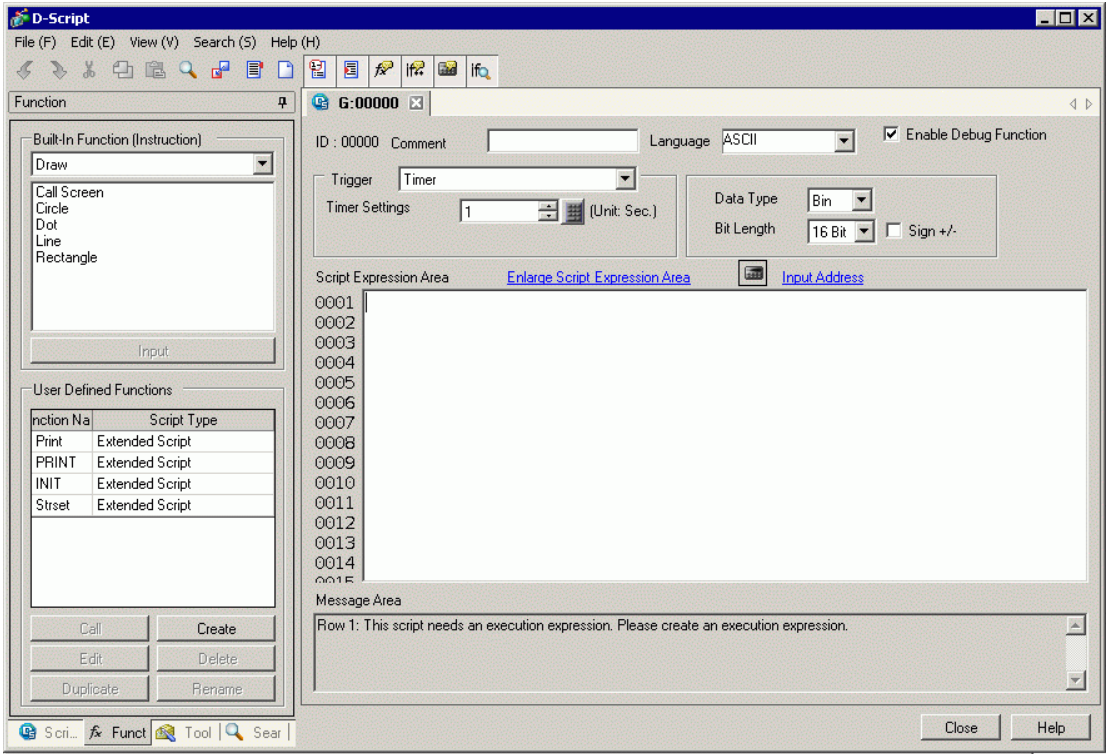 D-Script
File (F) Edit (E) View (V) Search (S) Help (H)
Function
Built-In Function (Instruction)
Draw
Call Screen
Circle
Dot
Line
Rectangle
Input
User Defined Functions
nction Na Script Type
Print Extended Script
PRINT Extended Script
INIT Extended Script
Strset Extended Script
Call Create
Edit Delete
Duplicate Rename
Scri... fx Funct Tool Sear
G:00000
ID : 00000 Comment Language ASCII Enable Debug Function
Trigger Timer
Timer Settings 1 (Unit: Sec.)
Data Type Bin
Bit Length 16 Bit Sign +/-
Script Expression Area Enlarge Script Expression Area Input Address
0001
0002
0003
0004
0005
0006
0007
0008
0009
0010
0011
0012
0013
0014
0015
Message Area
Row 1: This script needs an execution expression. Please create an execution expression.
Close Help